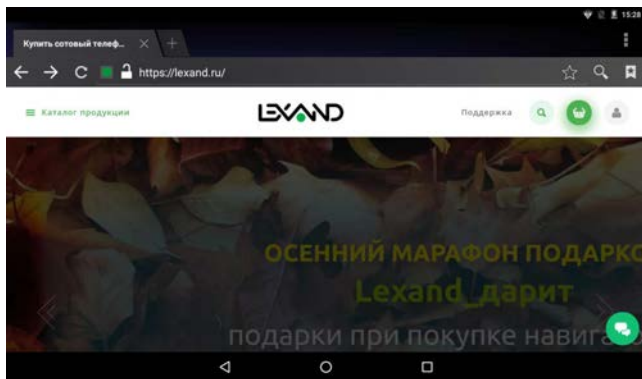 15:28
Купить сотовый телеф..
https://lexand.ru/
Каталог продукции
LEXAND
Поддержка
ОСЕННИЙ МАРАФОН ПОДАРКО
Lexand_дарит
подарки при покупке навига